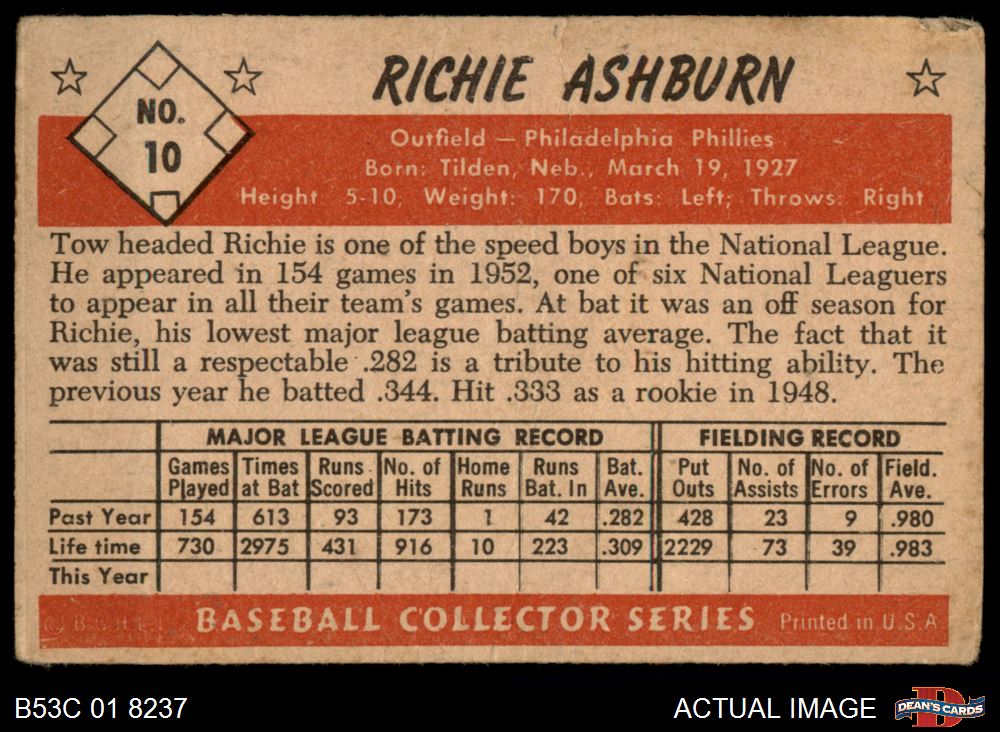 NO.
10
RICHIE ASHBURN
Outfield — Philadelphia Phillies
Born: Tilden, Neb., March 19, 1927
Height 5-10; Weight: 170; Bats: Left; Throws: Right
Tow headed Richie is one of the speed boys in the National League.
He appeared in 154 games in 1952, one of six National Leaguers
to appear in all their team's games. At bat it was an off season for
Richie, his lowest major league batting average. The fact that it
was still a respectable .282 is a tribute to his hitting ability. The
previous year he batted .344. Hit .333 as a rookie in 1948.
MAJOR LEAGUE BATTING RECORD FIELDING RECORD
Games Times Runs No. of Home Runs Bat. Put No. of No. of Field.
Played at Bat Scored Hits Runs Bat. In Ave. Outs Assists Errors Ave.
Past Year 154 613 93 173 1 42 .282 428 23 9 .980
Life time 730 2975 431 916 10 223 .309 2229 73 39 .983
This Year
BASEBALL COLLECTOR SERIES Printed in U.S.A
B53C 01 8237 ACTUAL IMAGE DEAN'S CARDS